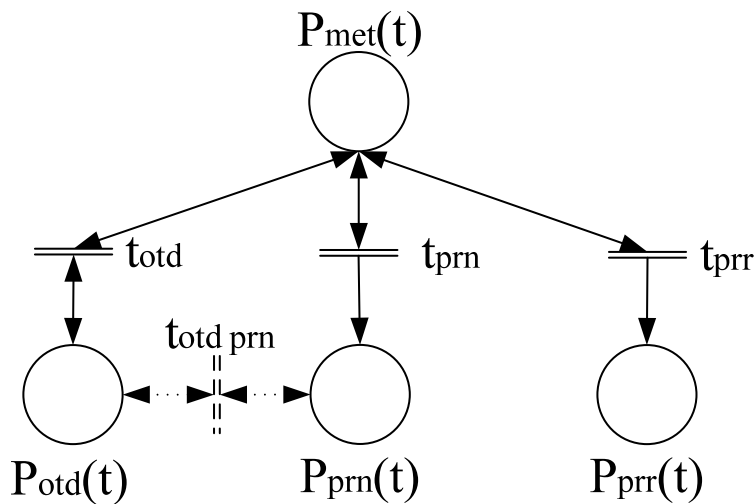 Pmet(t)
totd
tprn
tprr
totd prn
Potd(t)
Pprn(t)
Pprr(t)